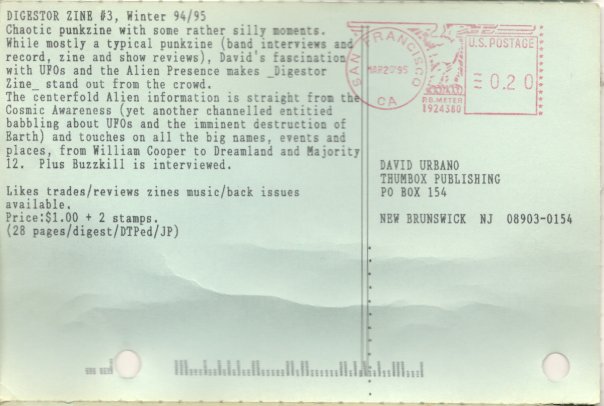 DIGESTOR ZINE #3, Winter 94/95
Chaotic punkzine with some rather silly moments.
While mostly a typical punkzine (band interviews and
record, zine and show reviews), David's fascination
with UFOs and the Alien Presence makes _Digestor
Zine_ stand out from the crowd.
The centerfold Alien information is straight from the
Cosmic Awareness (yet another channelled entitied
babbling about UFOs and the imminent destruction of
Earth) and touches on all the big names, events and
places, from William Cooper to Dreamland and Majority
12.  Plus Buzzkill is interviewed.
Likes trades/reviews zines music/back issues
available.
Price:$1.00 + 2 stamps.
(28 pages/digest/DTPed/JP)
SAN FRANCISCO
MAR20'95
CA
U.S. POSTAGE
0.20
P.B. METER
1924360
DAVID URBANO
THUMBOX PUBLISHING
PO BOX 154
NEW BRUNSWICK  NJ  08903-0154